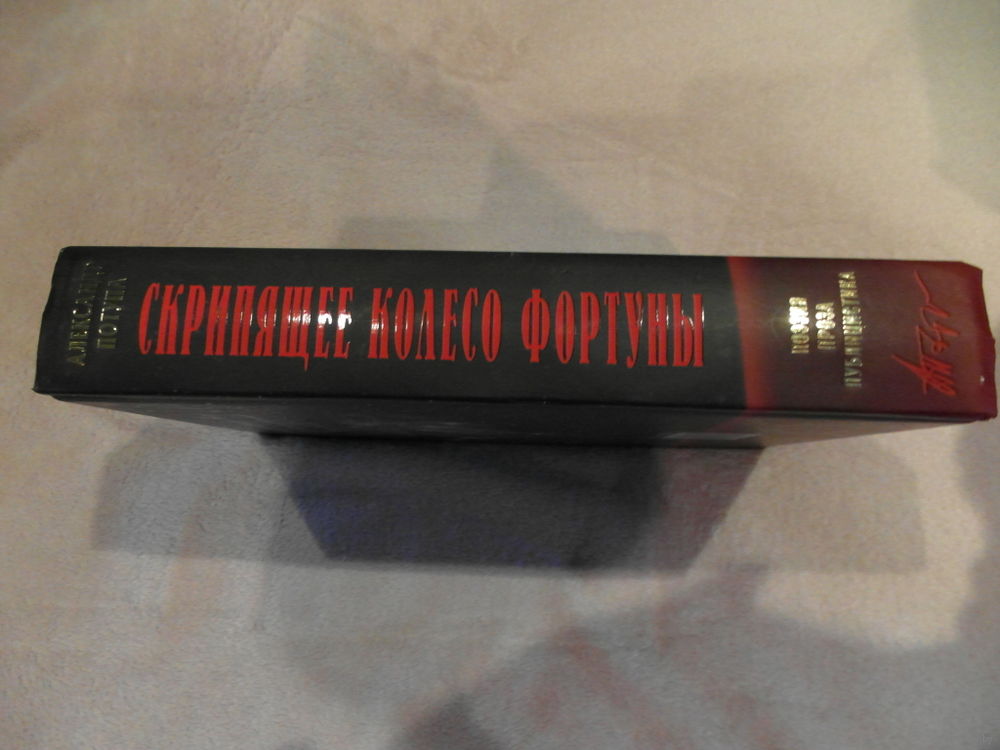 АЛЕКСАНДР
ПОТУПА
СКРИПЯЩЕЕ КОЛЕСО ФОРТУНЫ
ПОЭЗИЯ
ПРОЗА
ПУБЛИЦИСТИКА